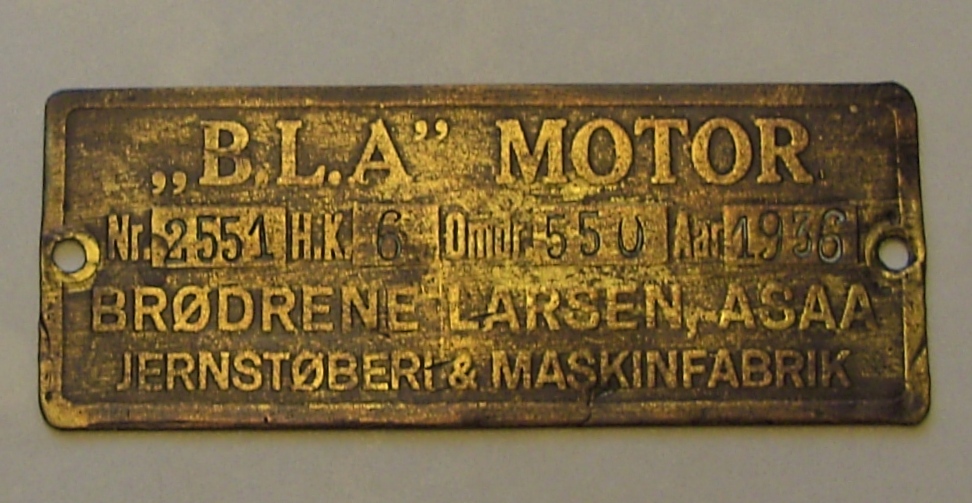 „B.L.A” MOTOR
Nr. 2551 H.K. 6 Omdr. 550 Aar 1936
BRØDRENE LARSEN, ASAA
JERNSTØBERI & MASKINFABRIK